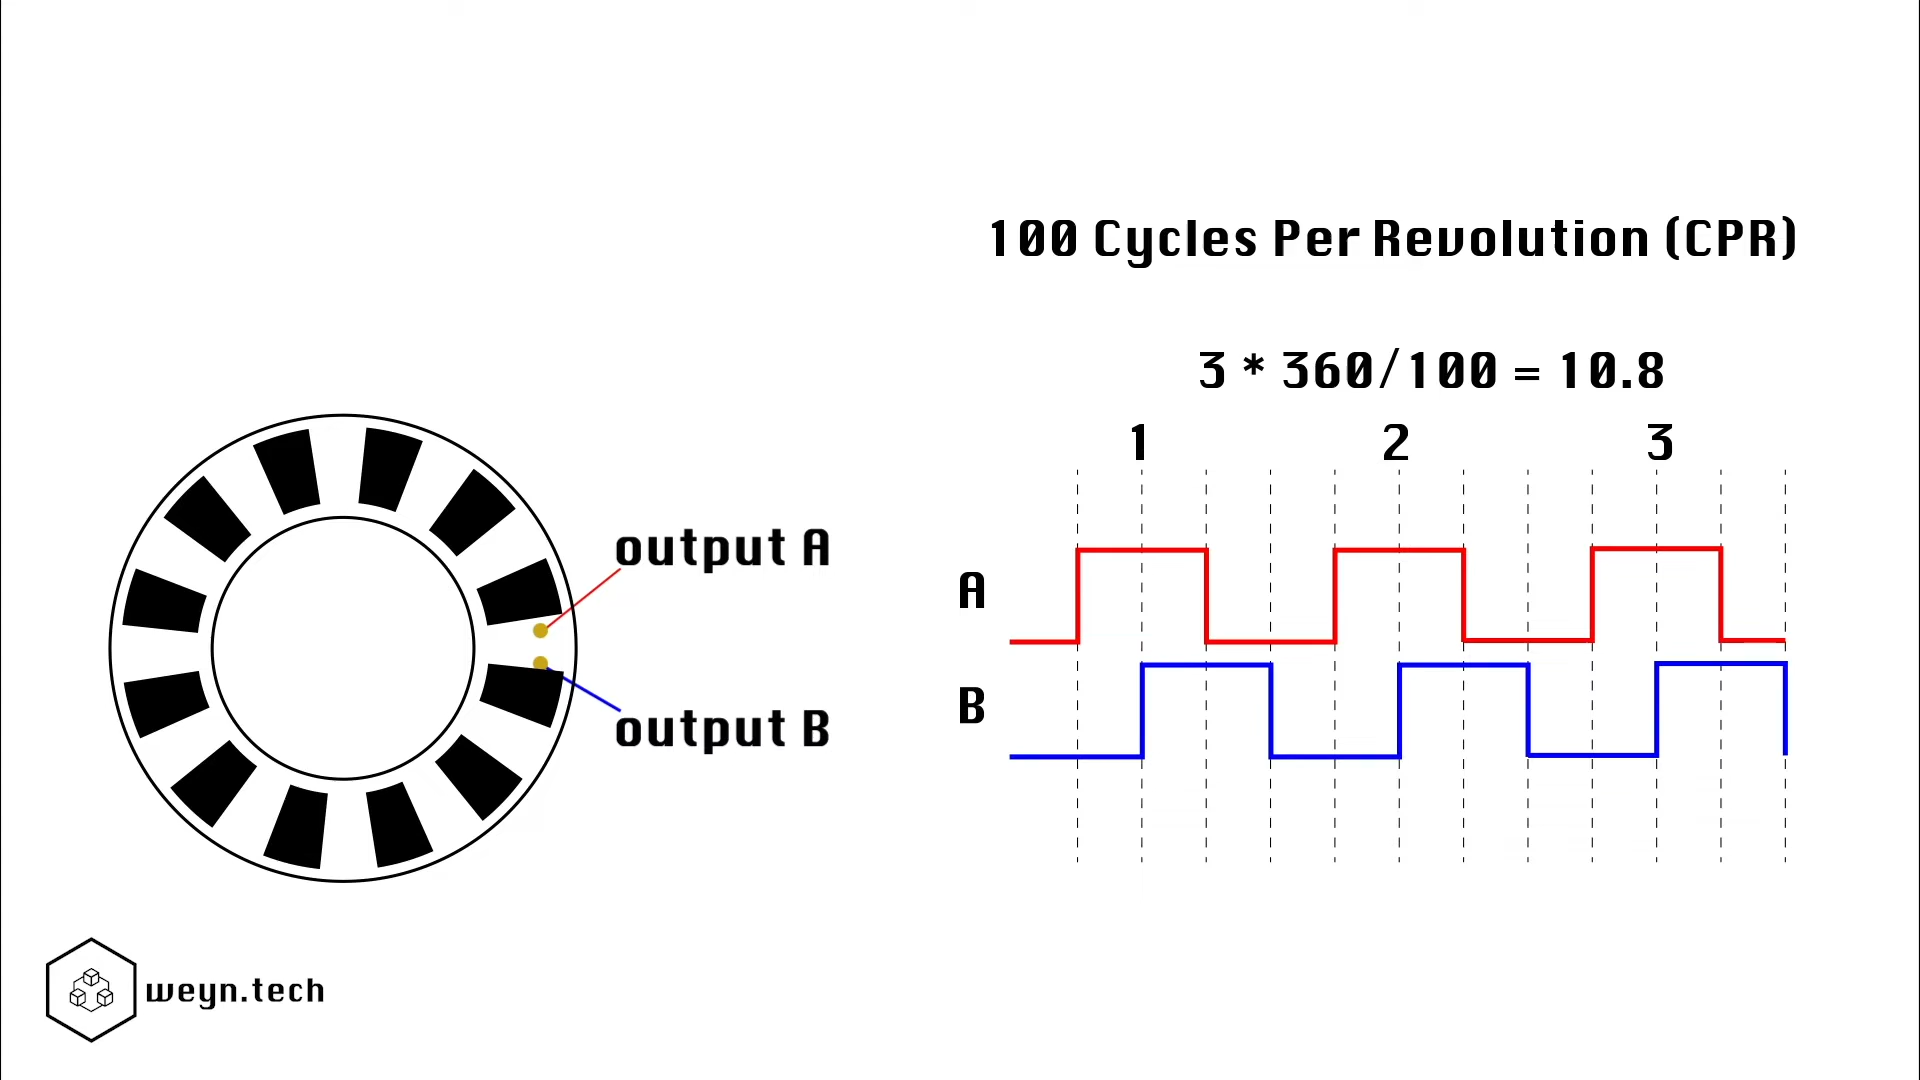 100 Cycles Per Revolution (CPR)
3 * 360/100 = 10.8
1 2 3
output A
A
B
output B
weyn.tech